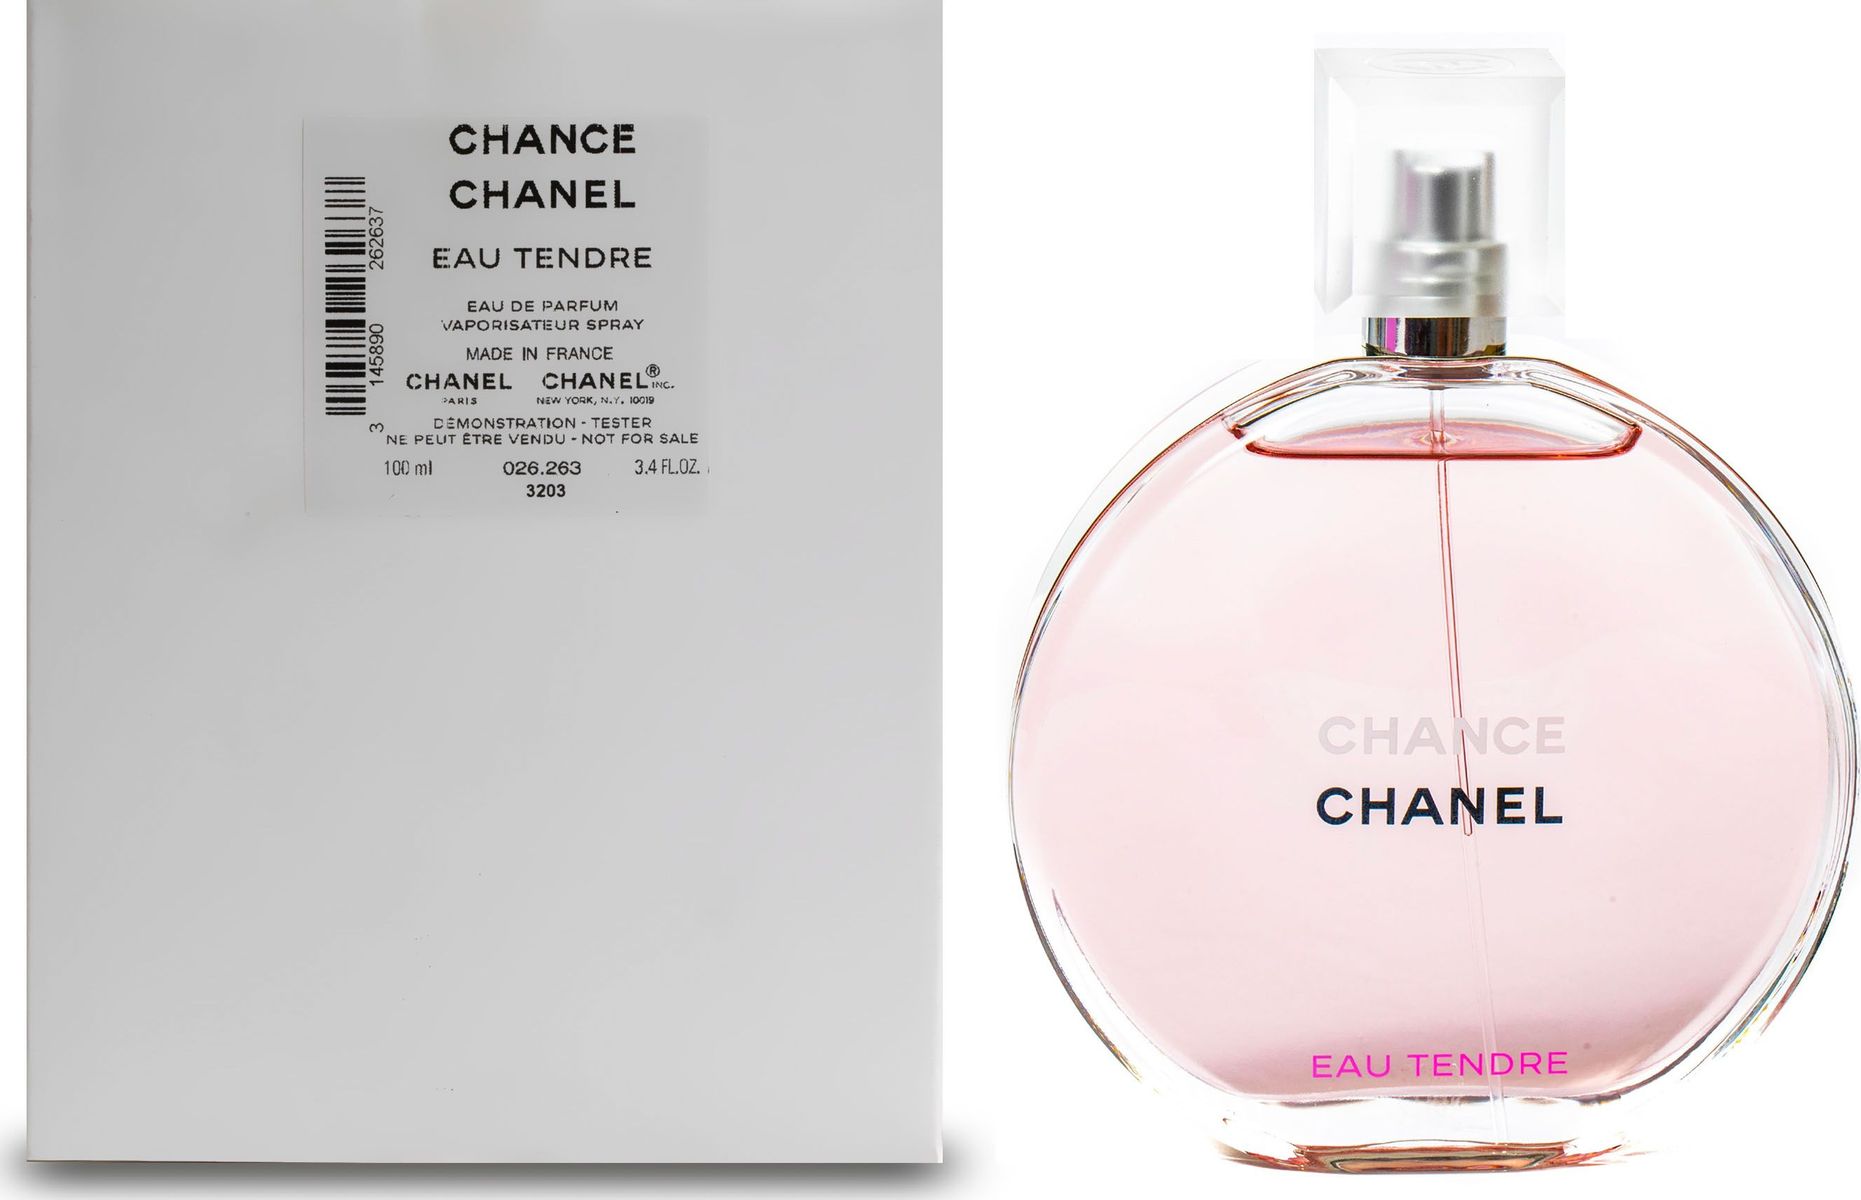 CHANCE
CHANEL
EAU TENDRE
EAU DE PARFUM
VAPORISATEUR SPRAY
MADE IN FRANCE
CHANEL CHANEL® INC.
PARIS NEW YORK, N.Y. 10019
DÉMONSTRATION - TESTER
NE PEUT ÊTRE VENDU - NOT FOR SALE
100 ml 026.263 3.4 FL.OZ.
3203
3 145890 262637
CHANCE
CHANEL
EAU TENDRE